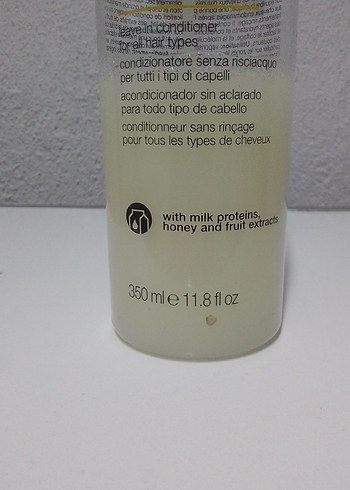 leave in conditioner
for all hair types
condizionatore senza risciacquo
per tutti i tipi di capelli
acondicionador sin aclarado
para todo tipo de cabello
conditionneur sans rinçage
pour tous les types de cheveux
with milk proteins,
honey and fruit extracts
350 ml e 11.8 fl oz